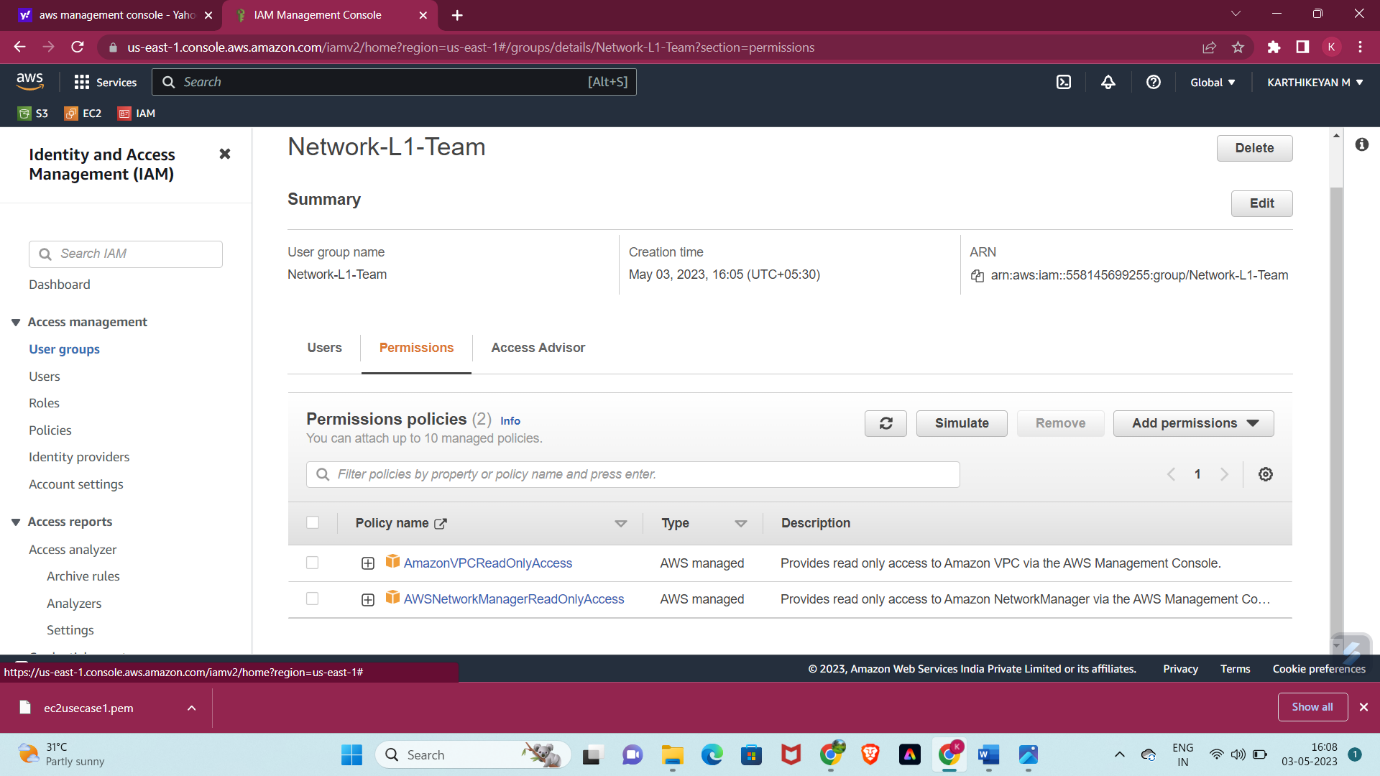 aws management console - Yaho
IAM Management Console
us-east-1.console.aws.amazon.com/iamv2/home?region=us-east-1#/groups/details/Network-L1-Team?section=permissions
K
aws
Services
Search
[Alt+S]
Global
KARTHIKEYAN M
S3
EC2
IAM
Identity and Access
Management (IAM)
Search IAM
Dashboard
Access management
User groups
Users
Roles
Policies
Identity providers
Account settings
Access reports
Access analyzer
Archive rules
Analyzers
Settings
Network-L1-Team
Delete
Summary
Edit
User group name
Network-L1-Team
Creation time
May 03, 2023, 16:05 (UTC+05:30)
ARN
arn:aws:iam::558145699255:group/Network-L1-Team
Users
Permissions
Access Advisor
Permissions policies (2) Info
You can attach up to 10 managed policies.
Simulate
Remove
Add permissions
Filter policies by property or policy name and press enter.
1
Policy name
Type
Description
AmazonVPCReadOnlyAccess
AWS managed
Provides read only access to Amazon VPC via the AWS Management Console.
AWSNetworkManagerReadOnlyAccess
AWS managed
Provides read only access to Amazon NetworkManager via the AWS Management Co...
https://us-east-1.console.aws.amazon.com/iamv2/home?region=us-east-1#
© 2023, Amazon Web Services India Private Limited or its affiliates.
Privacy
Terms
Cookie preferences
ec2usecase1.pem
Show all
31°C
Partly sunny
Search
K
ENG
IN
16:08
03-05-2023
1